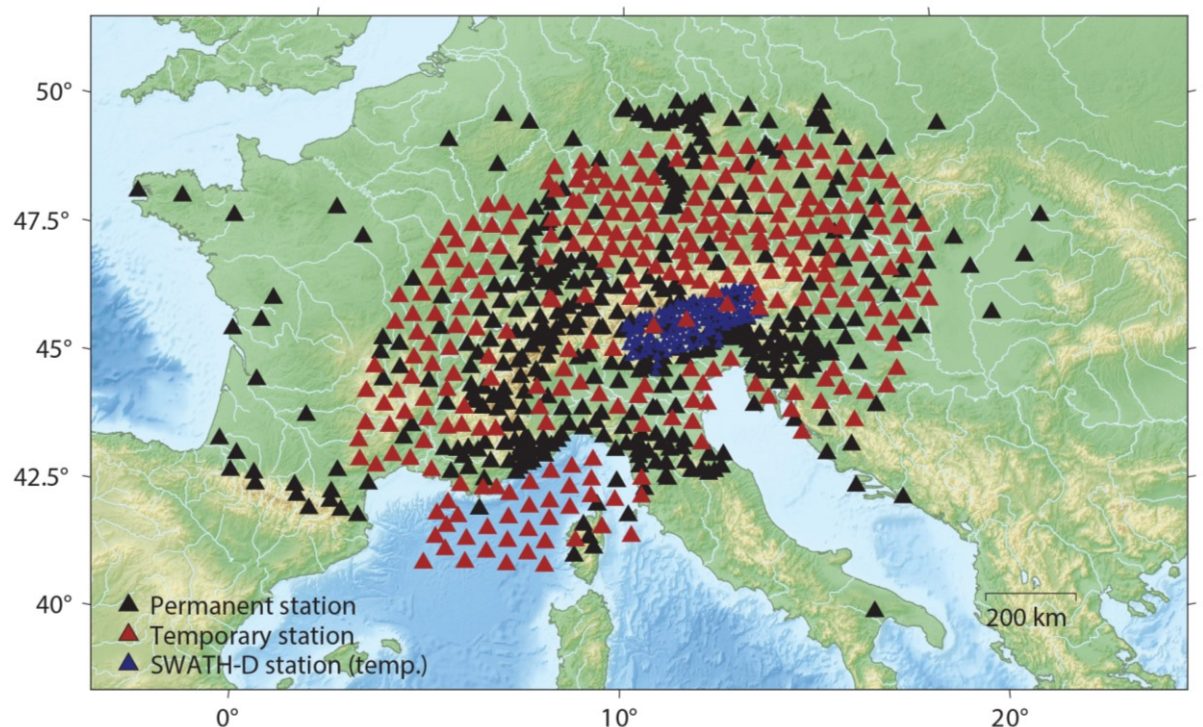 50°
47.5°
45°
42.5°
40°
Permanent station
Temporary station
SWATH-D station (temp.)
200 km
0°
10°
20°